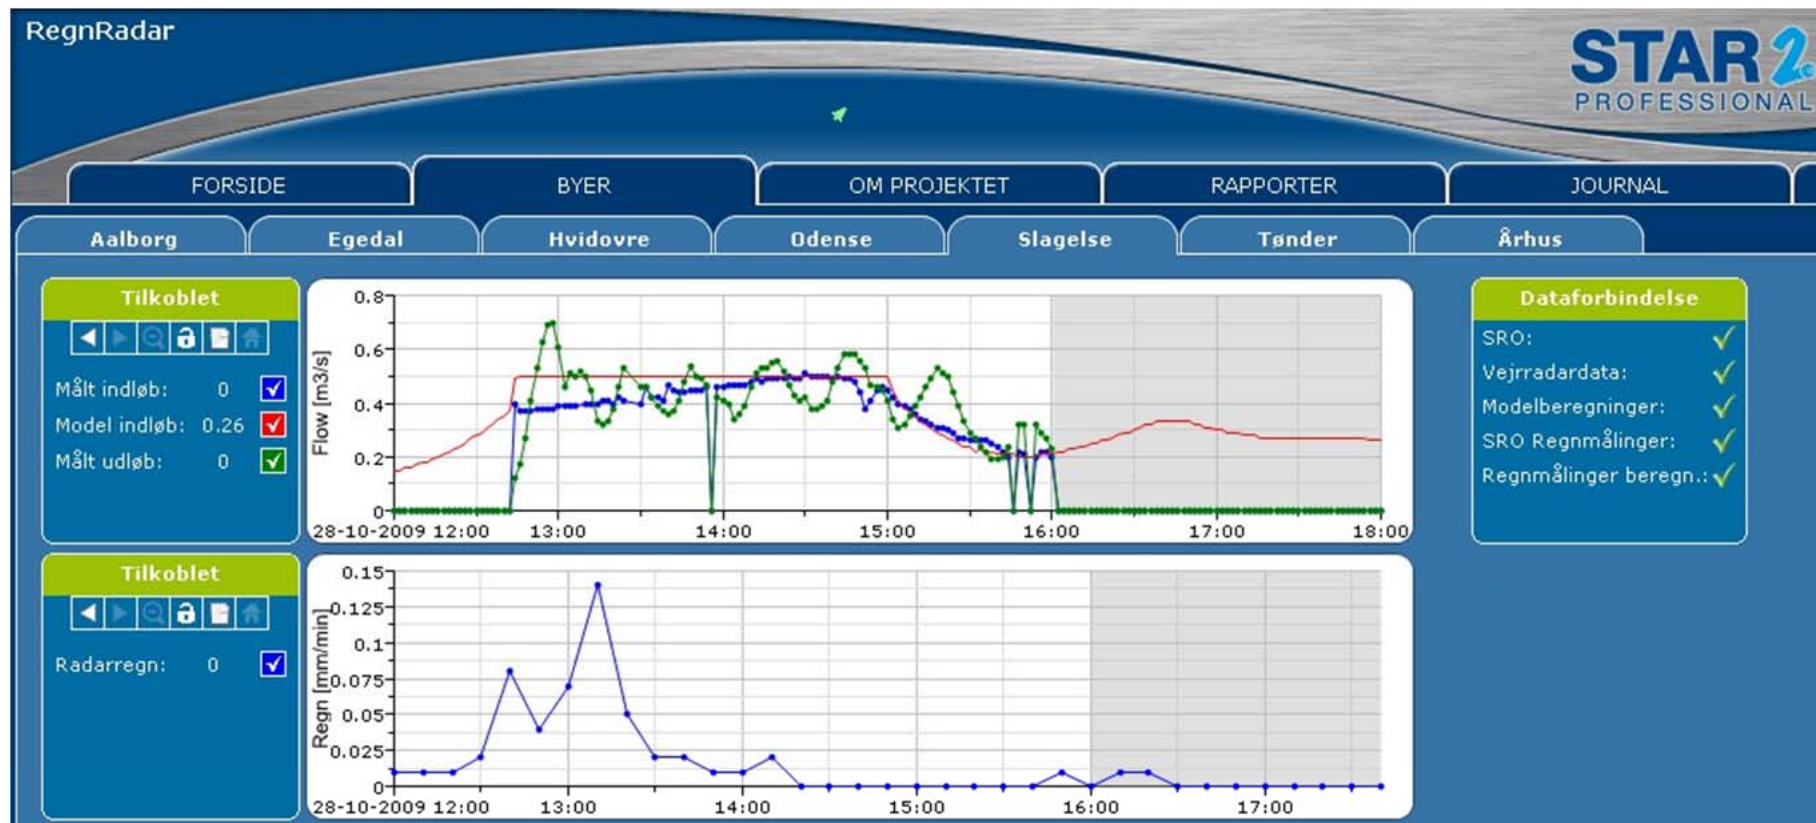 RegnRadar
STAR 2.
PROFESSIONAL
FORSIDE BYER OM PROJEKTET RAPPORTER JOURNAL
Aalborg Egedal Hvidovre Odense Slagelse Tønder Århus
Tilkoblet
Målt indløb: 0
Model indløb: 0.26
Målt udløb: 0
Flow [m3/s]
0.8
0.6
0.4
0.2
0
28-10-2009 12:00 13:00 14:00 15:00 16:00 17:00 18:00
Dataforbindelse
SRO:
Vejrradardata:
Modelberegninger:
SRO Regnmålinger:
Regnmålinger beregn.:
Tilkoblet
Radarregn: 0
Regn [mm/min]
0.15
0.125
0.1
0.075
0.05
0.025
0
28-10-2009 12:00 13:00 14:00 15:00 16:00 17:00